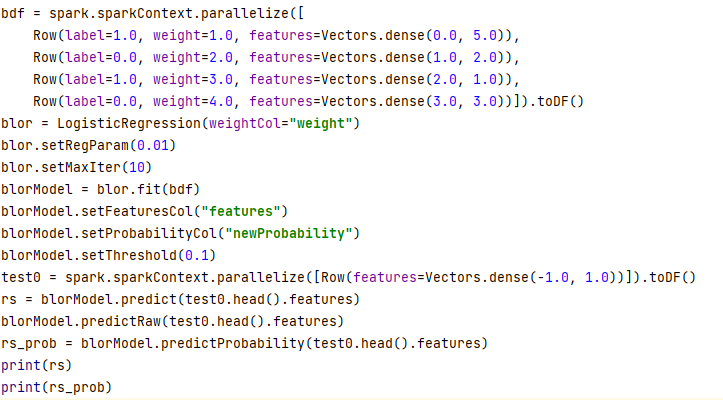 bdf = spark.sparkContext.parallelize([
    Row(label=1.0, weight=1.0, features=Vectors.dense(0.0, 5.0)),
    Row(label=0.0, weight=2.0, features=Vectors.dense(1.0, 2.0)),
    Row(label=1.0, weight=3.0, features=Vectors.dense(2.0, 1.0)),
    Row(label=0.0, weight=4.0, features=Vectors.dense(3.0, 3.0))]).toDF()
blor = LogisticRegression(weightCol="weight")
blor.setRegParam(0.01)
blor.setMaxIter(10)
blorModel = blor.fit(bdf)
blorModel.setFeaturesCol("features")
blorModel.setProbabilityCol("newProbability")
blorModel.setThreshold(0.1)
test0 = spark.sparkContext.parallelize([Row(features=Vectors.dense(-1.0, 1.0))]).toDF()
rs = blorModel.predict(test0.head().features)
blorModel.predictRaw(test0.head().features)
rs_prob = blorModel.predictProbability(test0.head().features)
print(rs)
print(rs_prob)